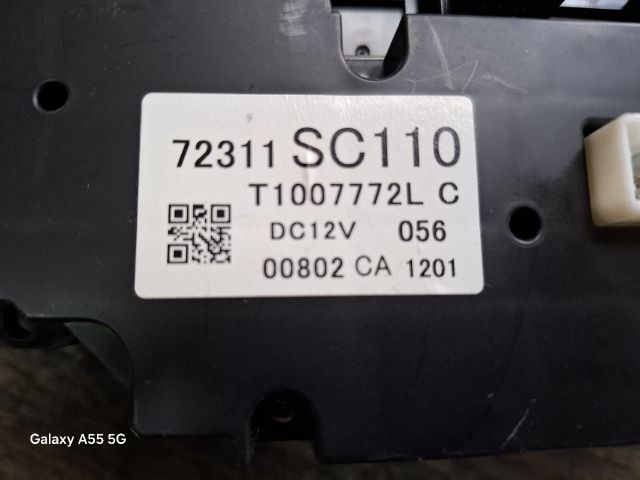 72311 SC110
T1007772L C
DC12V 056
00802 CA 1201
Galaxy A55 5G